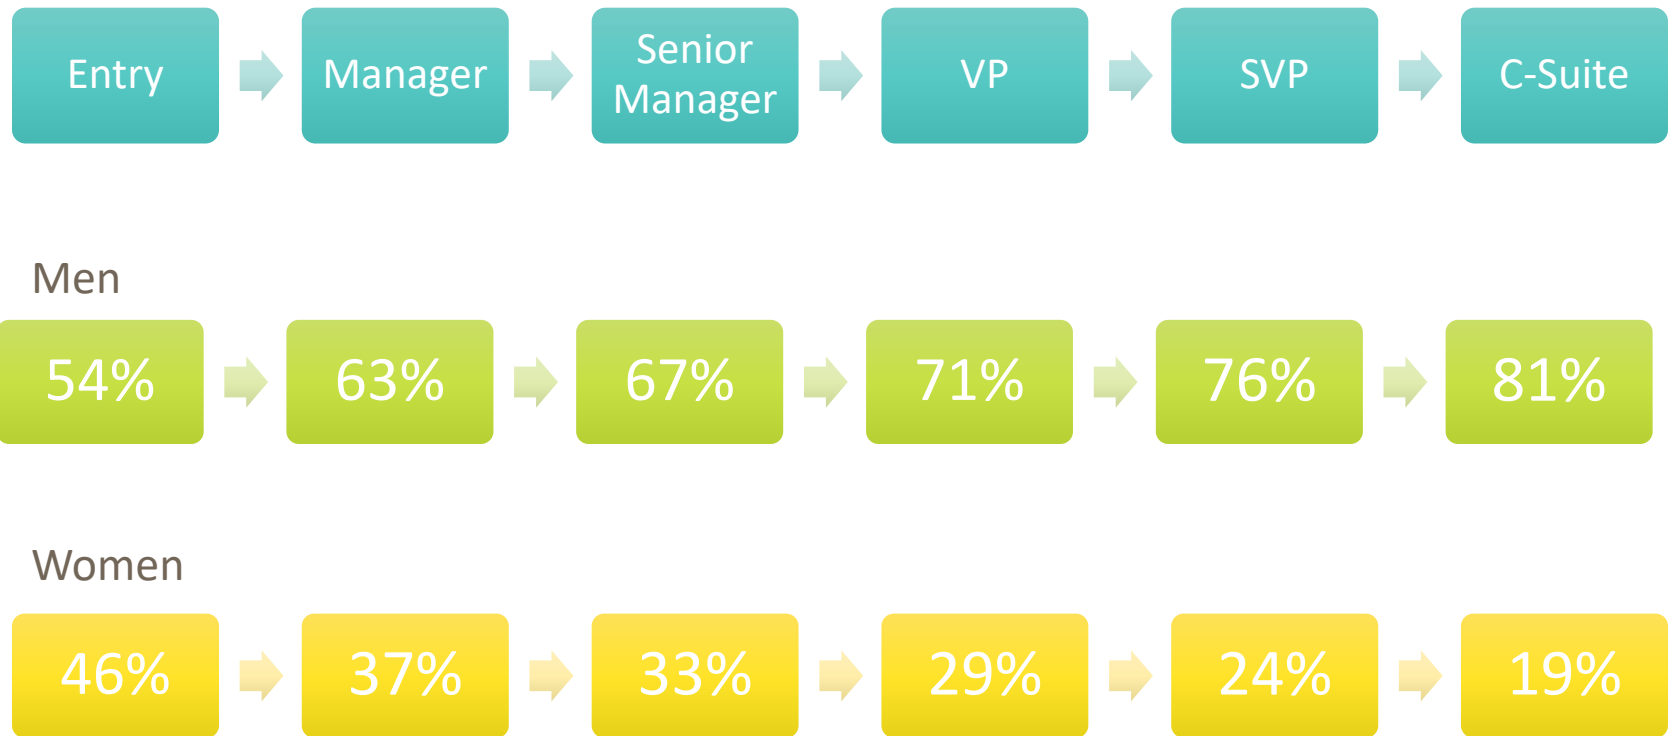 Entry
Manager
Senior
Manager
VP
SVP
C-Suite
Men
54%
63%
67%
71%
76%
81%
Women
46%
37%
33%
29%
24%
19%